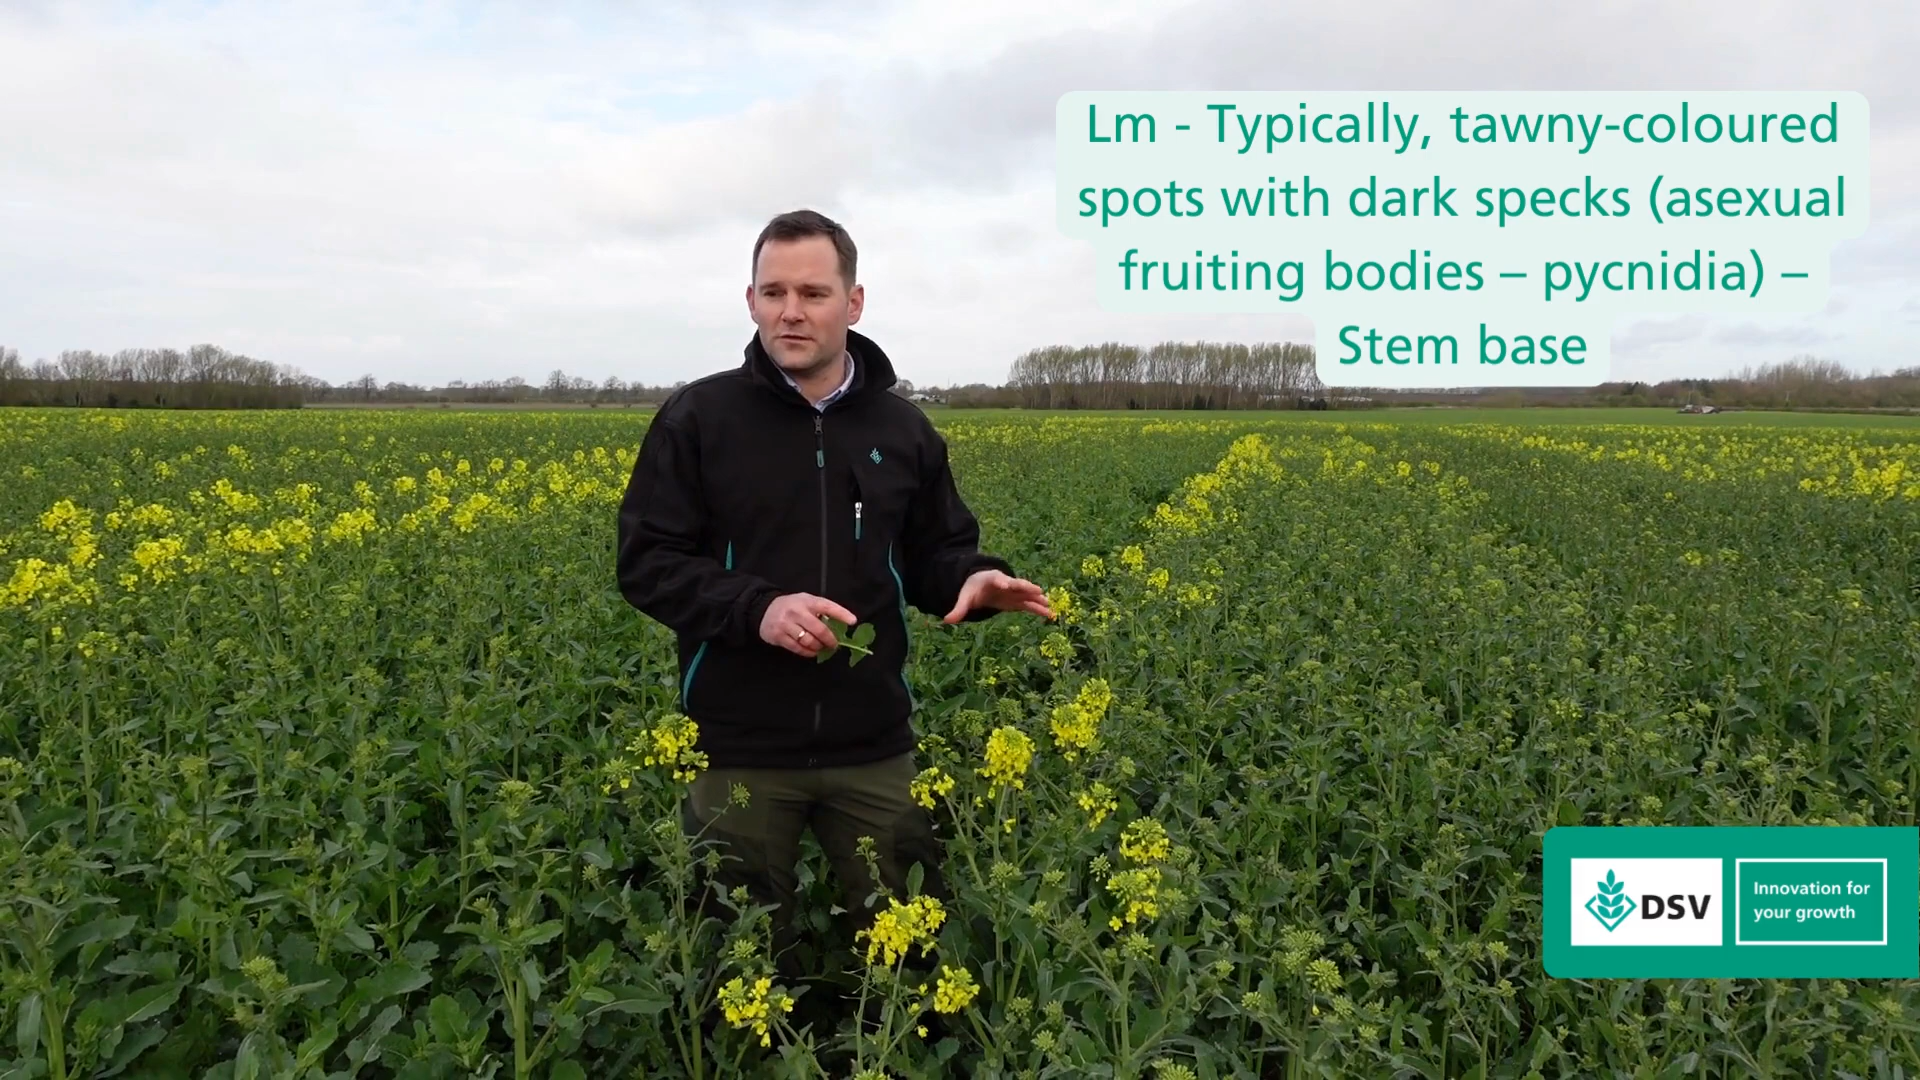 Lm - Typically, tawny-coloured
spots with dark specks (asexual
fruiting bodies – pycnidia) –
Stem base
DSV
Innovation for
your growth